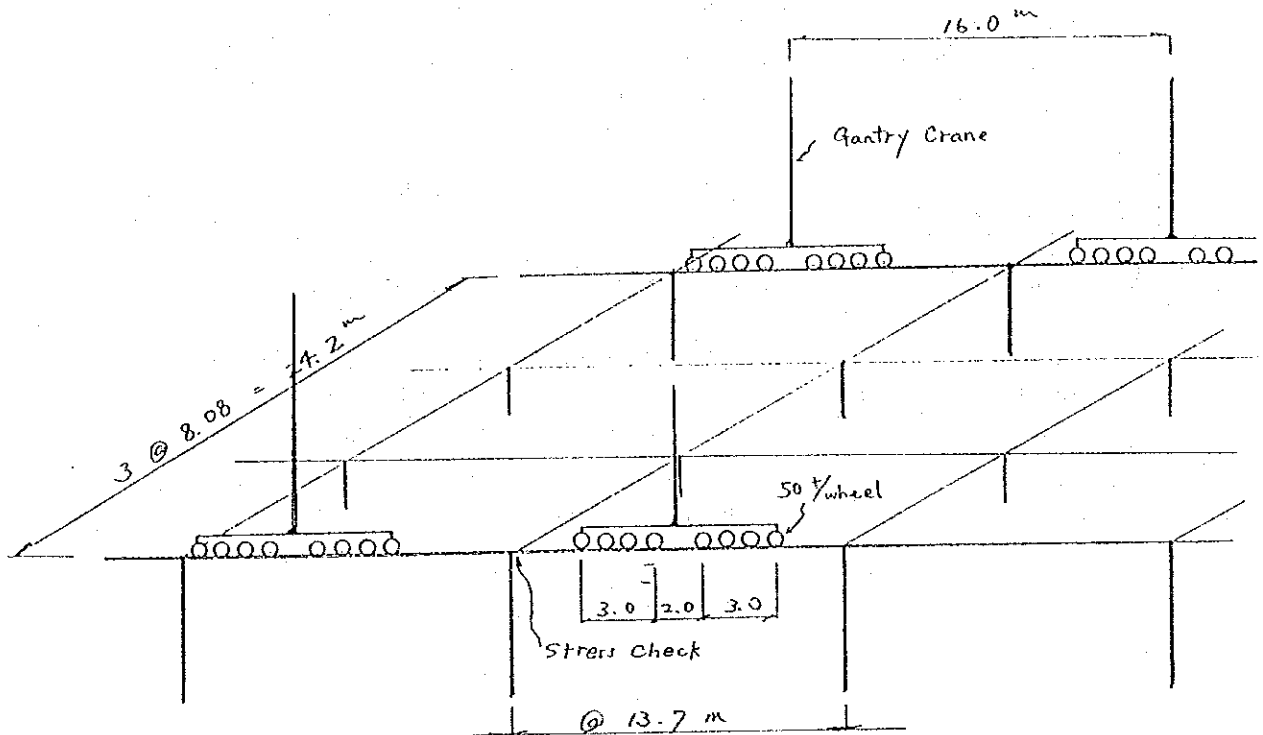 16.0 m
Gantry Crane
3 @ 8.08 = 24.2 m
50 t/wheel
3.0 2.0 3.0
Stress Check
@ 13.7 m